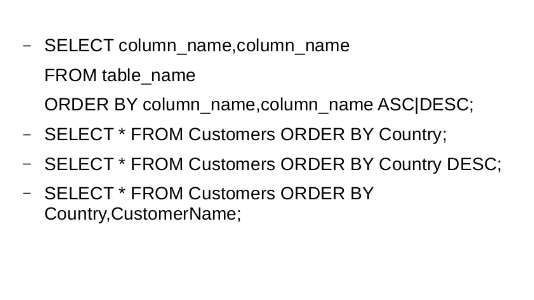 – SELECT column_name,column_name
FROM table_name
ORDER BY column_name,column_name ASC|DESC;
– SELECT * FROM Customers ORDER BY Country;
– SELECT * FROM Customers ORDER BY Country DESC;
– SELECT * FROM Customers ORDER BY
Country,CustomerName;